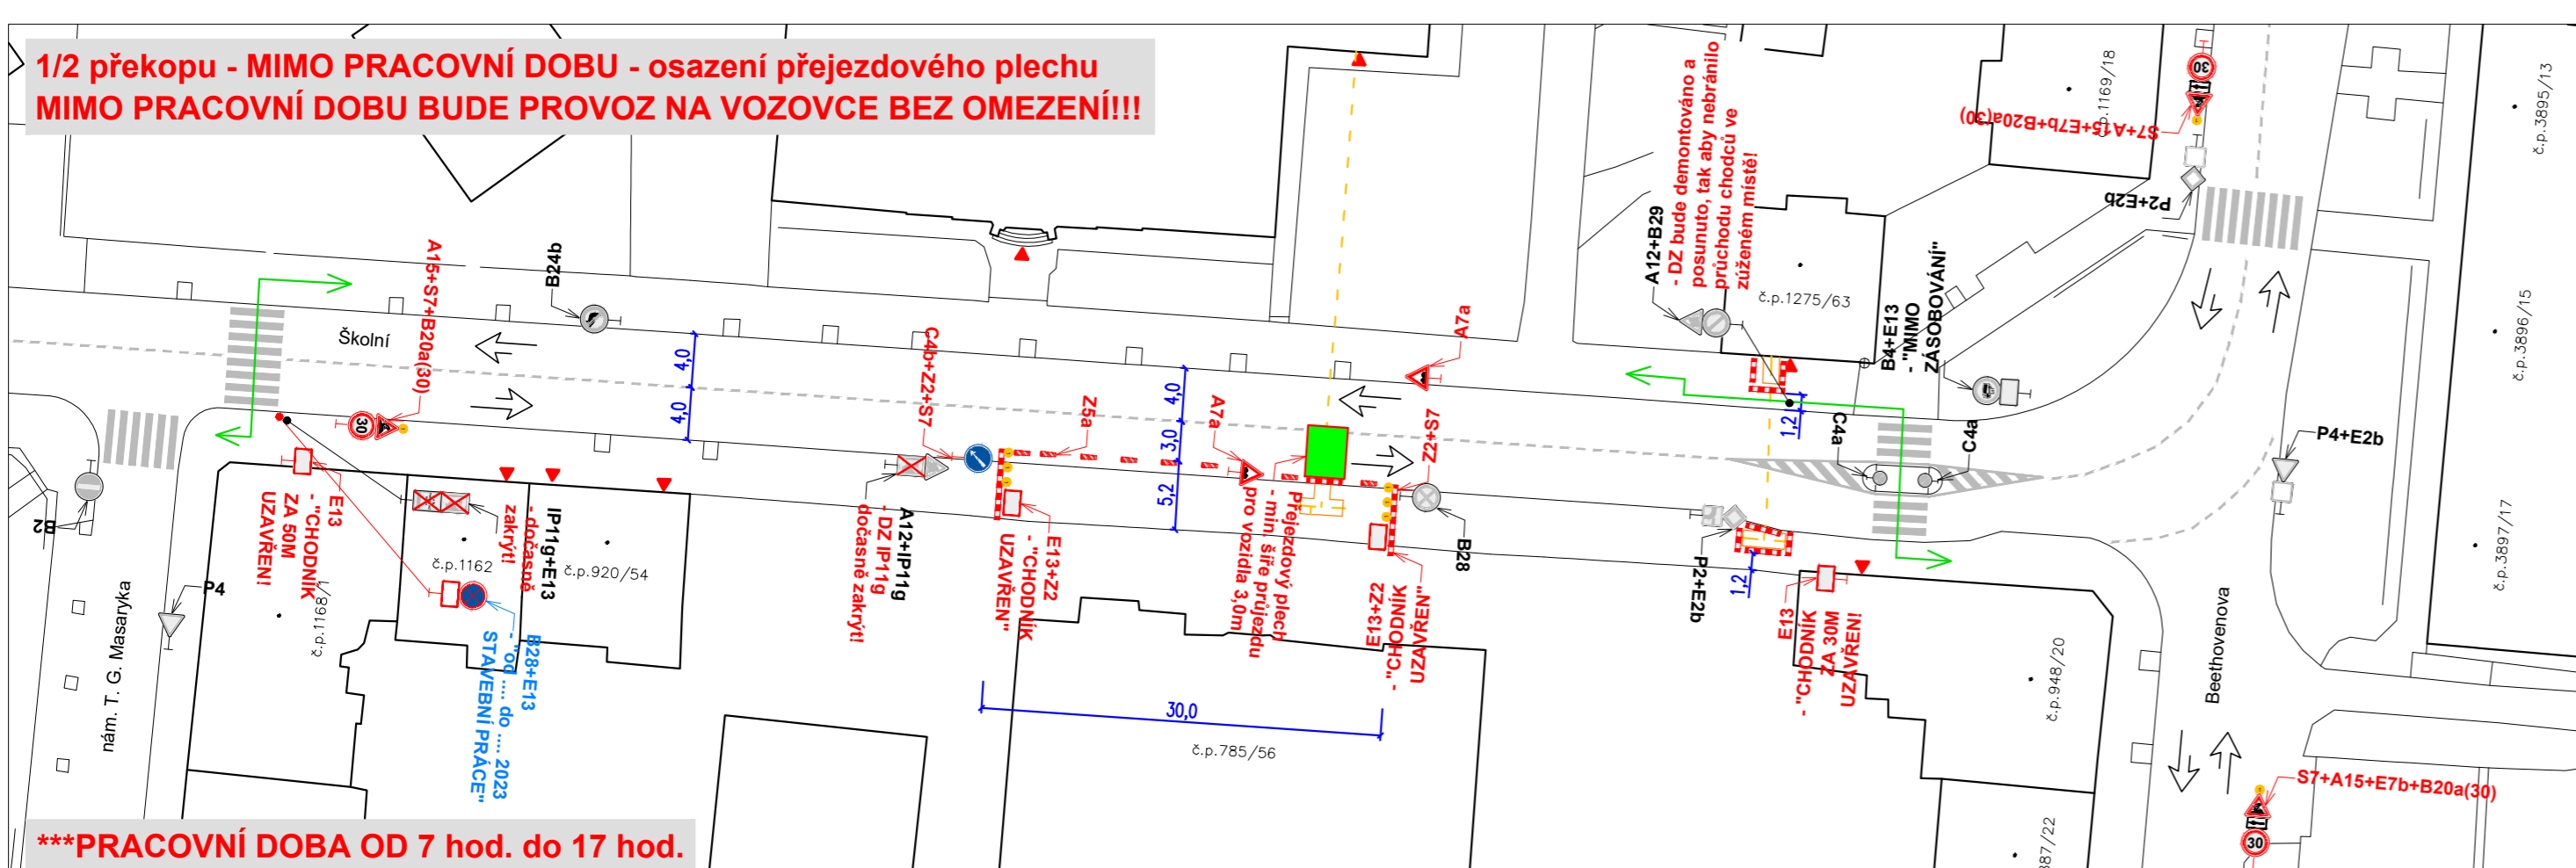 1/2 překopu - MIMO PRACOVNÍ DOBU - osazení přejezdového plechu
MIMO PRACOVNÍ DOBU BUDE PROVOZ NA VOZOVCE BEZ OMEZENÍ!!!
A15+S7+B20a(30)
B24b
Školní
4,0
4,0
C4b+Z2+S7
Z5a
A7a
4,0
3,0
5,2
A7a
Z2+S7
A12+B29
- DZ bude demontováno a
posunuto, tak aby nebránilo
průchodu chodců ve
zúženém místě!
č.p.1275/63
B4+E13
- "MIMO
ZÁSOBOVÁNÍ"
č.p.1169/18
S7+A15+E7b+B20a(30)
30
P2+E2b
č.p.3895/13
č.p.3896/15
č.p.3897/17
P4+E2b
C4a
C4a
1,2
1,2
30
B2
P4
nám. T. G. Masaryka
E13
- "CHODNÍK
ZA 50M
UZAVŘEN!
č.p.1168/1
č.p.1162
IP11g+E13
- dočasně
zakrýt!
č.p.920/54
B28+E13
- "od .... do .... 2023
STAVEBNÍ PRÁCE"
A12+IP11g
- DZ IP11g
dočasně zakrýt!
E13+Z2
- "CHODNÍK
UZAVŘEN"
Přejezdový plech
- min. šíře průjezdu
pro vozidla 3,0m
E13+Z2
- "CHODNÍK
UZAVŘEN"
B28
P2+E2b
E13
- "CHODNÍK
ZA 30M
UZAVŘEN!
30,0
č.p.785/56
č.p.948/20
Beethovenova
S7+A15+E7b+B20a(30)
30
87/22
***PRACOVNÍ DOBA OD 7 hod. do 17 hod.